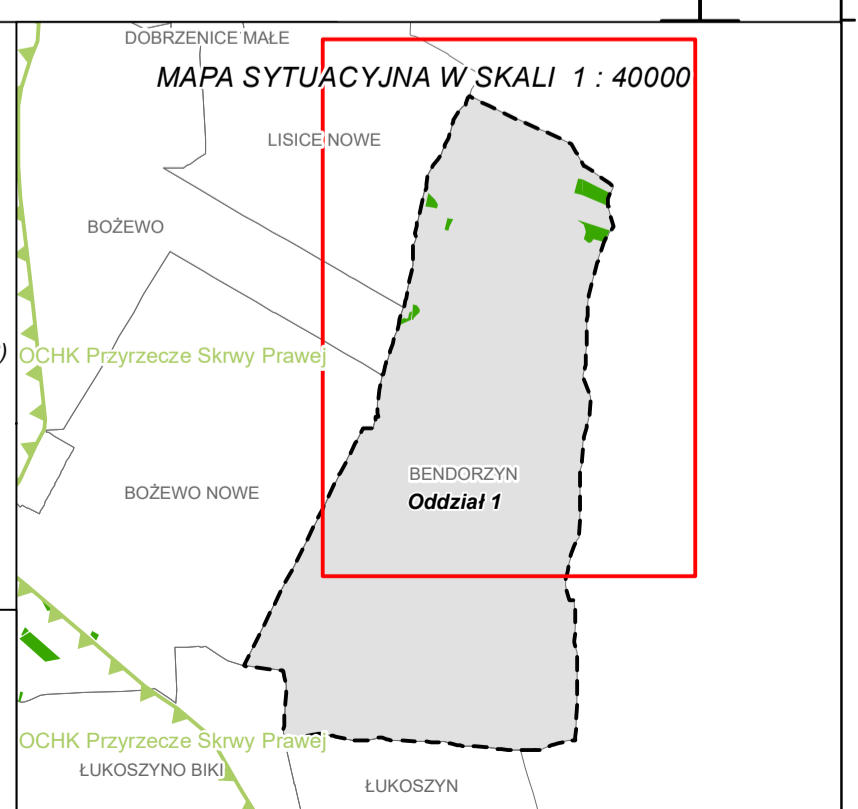 DOBRZENICE MAŁE
MAPA SYTUACYJNA W SKALI 1 : 40000
LISICE NOWE
BOŻEWO
)
OCHK Przyrzecze Skrwy Prawej
BENDORZYN
BOŻEWO NOWE
Oddział 1
OCHK Przyrzecze Skrwy Prawej
ŁUKOSZYNO BIKI
ŁUKOSZYN